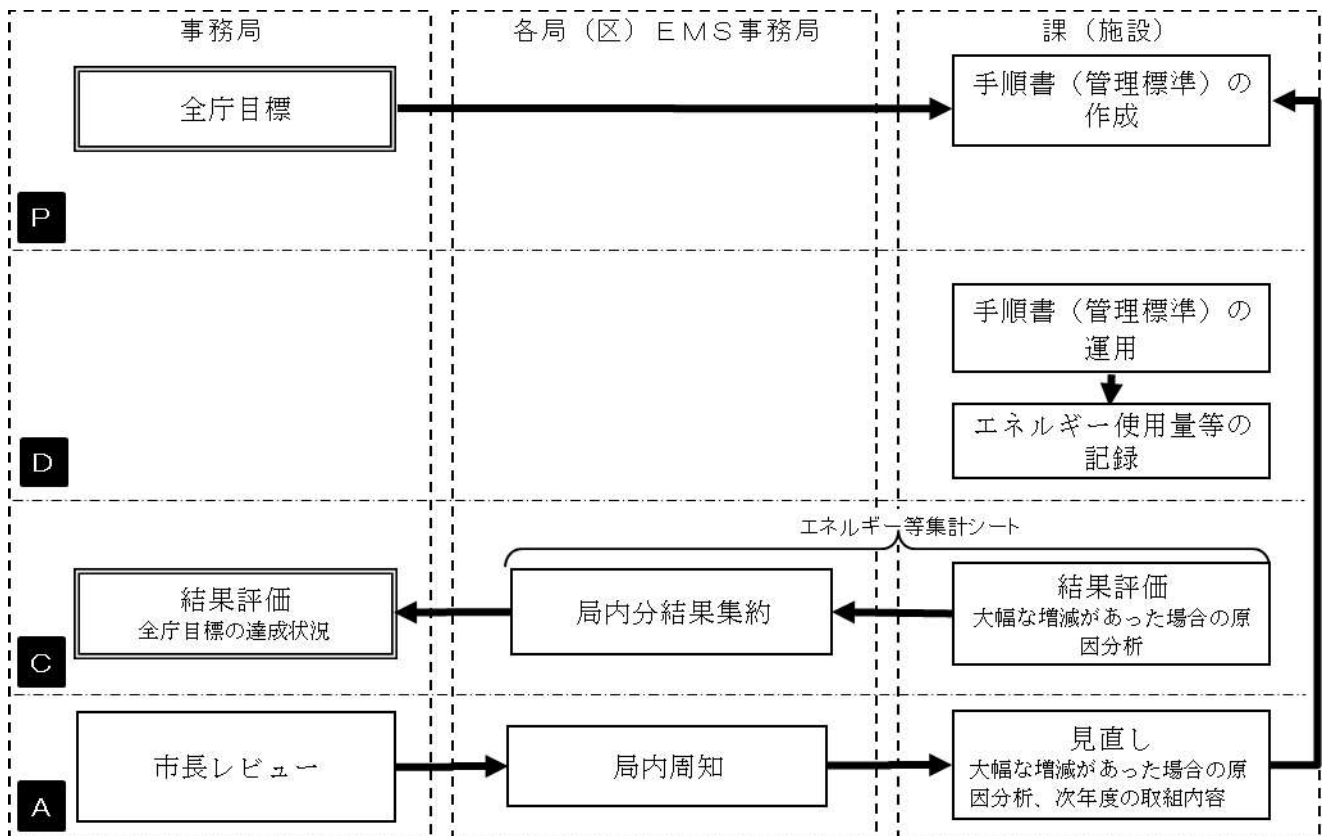 事務局
各局（区）ＥＭＳ事務局
課（施設）
全庁目標
手順書（管理標準）の
作成
P
手順書（管理標準）の
運用
エネルギー使用量等の
記録
D
エネルギー等集計シート
結果評価
全庁目標の達成状況
局内分結果集約
結果評価
大幅な増減があった場合の原
因分析
C
市長レビュー
局内周知
見直し
大幅な増減があった場合の原
因分析、次年度の取組内容
A